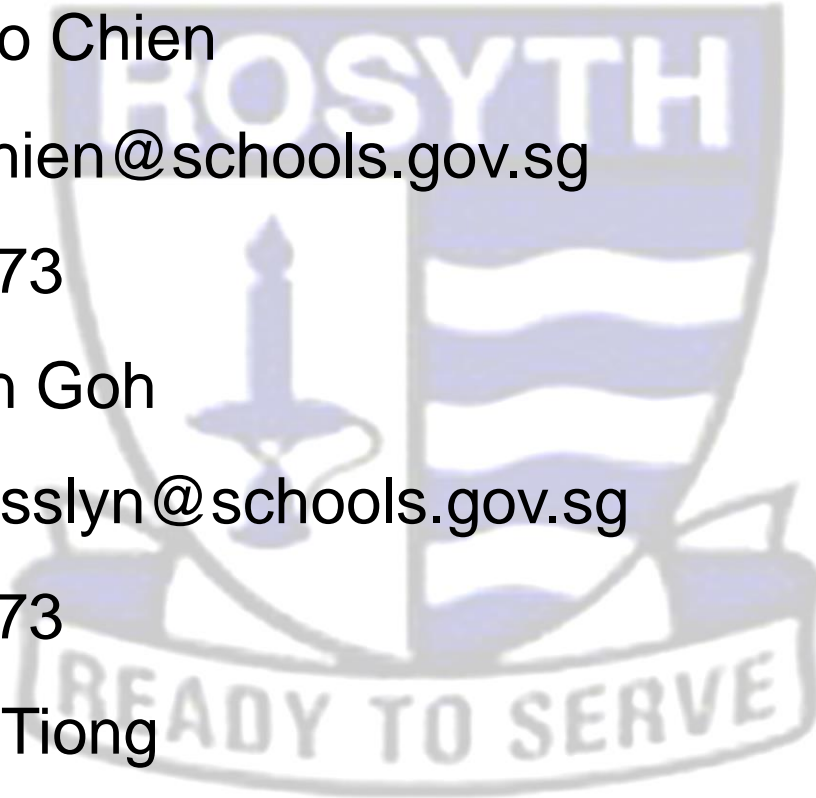 o Chien
ROSYTH
hien@schools.gov.sg
73
n Goh
sslyn@schools.gov.sg
73
Tiong
READY TO SERVE